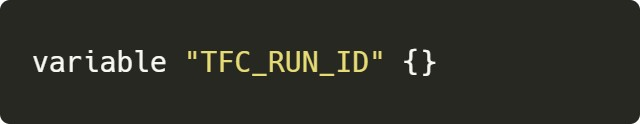 variable "TFC_RUN_ID" {}